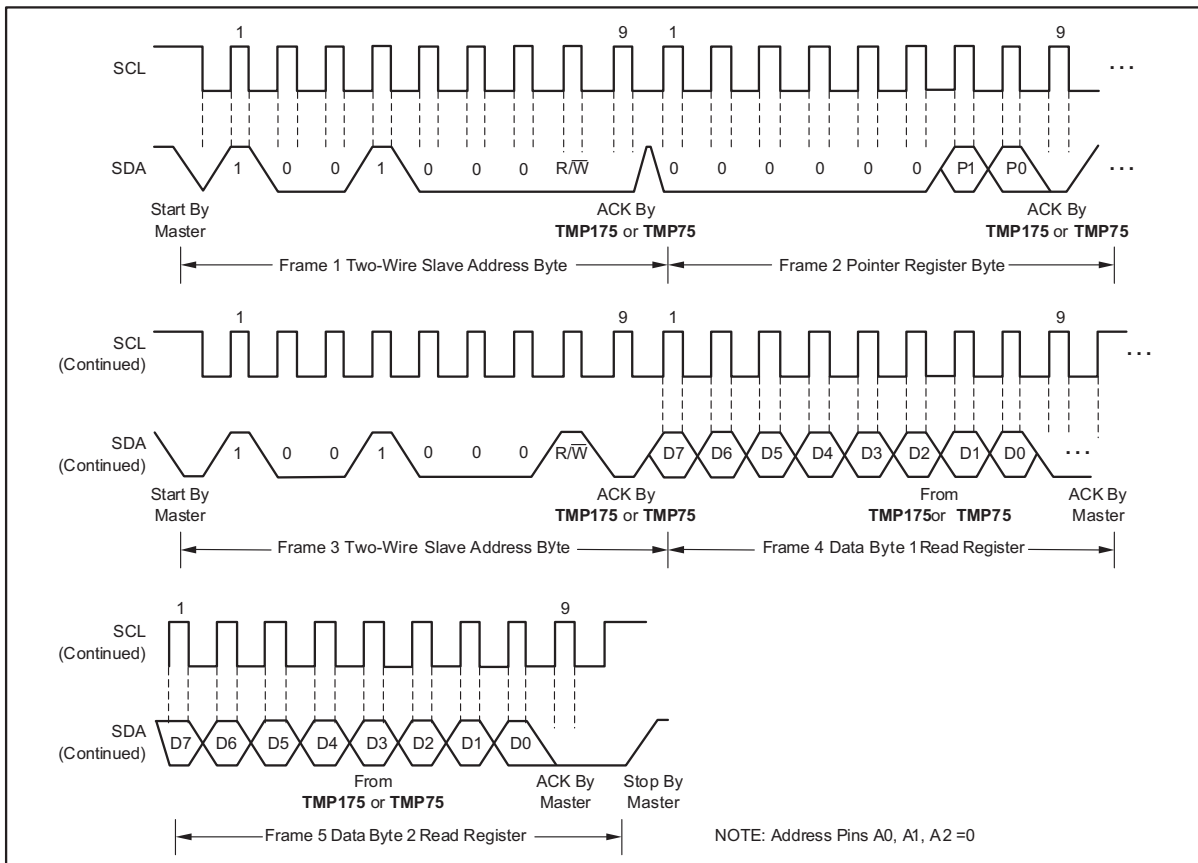 1 9 1 9
SCL ...
SDA 1 0 0 1 0 0 0 R/W̅ 0 0 0 0 0 0 P1 P0 ...
Start By ACK By ACK By
Master TMP175 or TMP75 TMP175 or TMP75
Frame 1 Two-Wire Slave Address Byte Frame 2 Pointer Register Byte
1 9 1 9
SCL
(Continued) ...
SDA
(Continued) 1 0 0 1 0 0 0 R/W̅ D7 D6 D5 D4 D3 D2 D1 D0 ...
Start By ACK By From ACK By
Master TMP175 or TMP75 TMP175or TMP75 Master
Frame 3 Two-Wire Slave Address Byte Frame 4 Data Byte 1 Read Register
1 9
SCL
(Continued)
SDA
(Continued) D7 D6 D5 D4 D3 D2 D1 D0
From ACK By Stop By
TMP175 or TMP75 Master Master
Frame 5 Data Byte 2 Read Register NOTE: Address Pins A0, A1, A2 =0